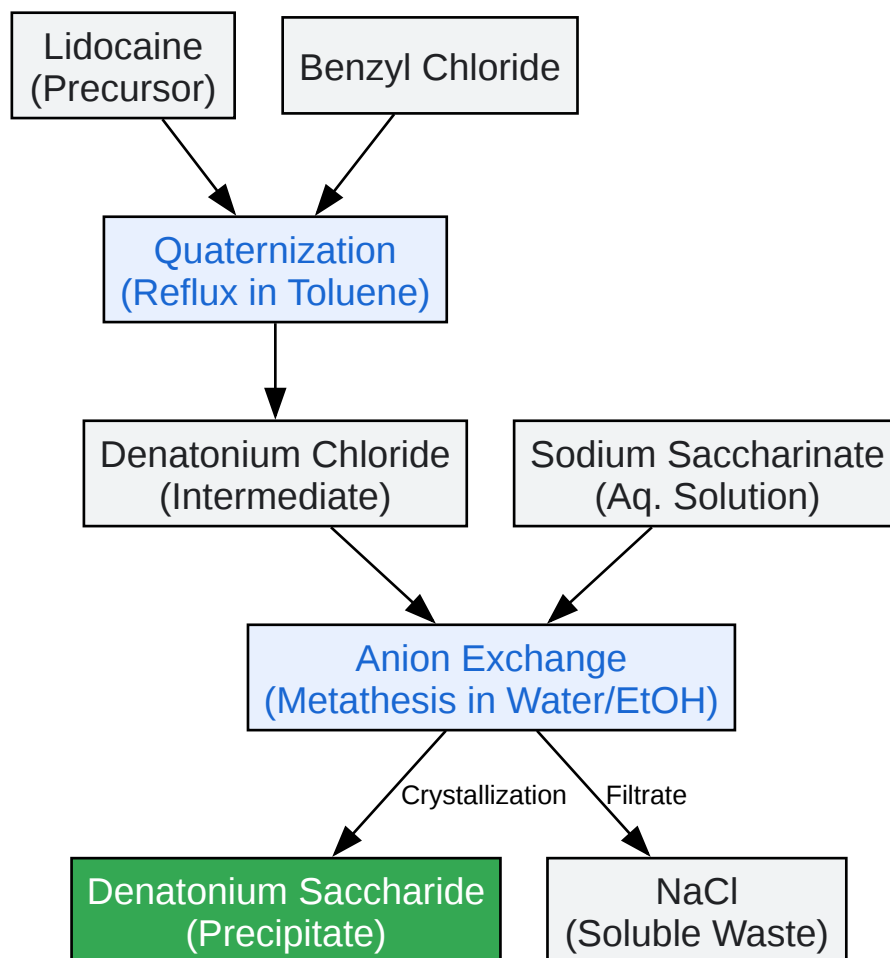 Lidocaine
(Precursor)
Benzyl Chloride
Quaternization
(Reflux in Toluene)
Denatonium Chloride
(Intermediate)
Sodium Saccharinate
(Aq. Solution)
Anion Exchange
(Metathesis in Water/EtOH)
Crystallization
Filtrate
Denatonium Saccharide
(Precipitate)
NaCl
(Soluble Waste)